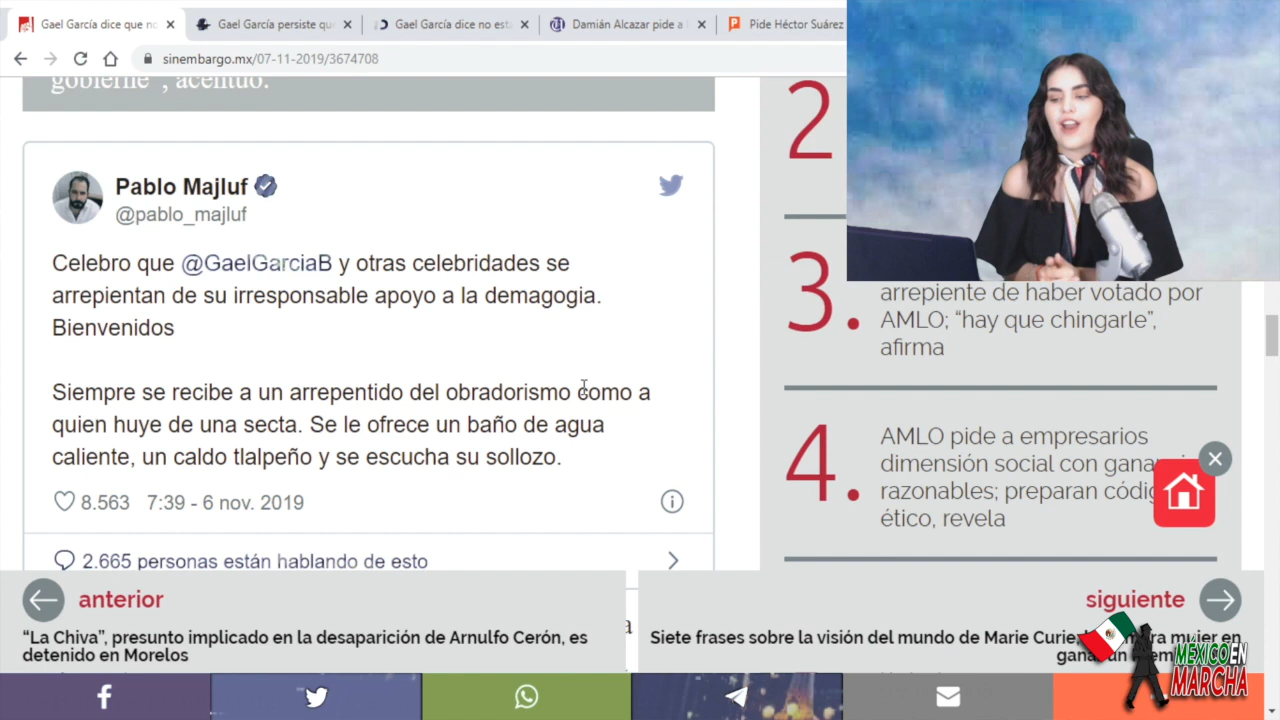 Gael García dice que no
Gael García persiste que
Gael García dice no est
Damián Alcazar pide a
Pide Héctor Suárez
sinembargo.mx/07-11-2019/3674708
gobierne", acentuó.
Pablo Majluf
@pablo_majluf
Celebro que @GaelGarciaB y otras celebridades se
arrepientan de su irresponsable apoyo a la demagogia.
Bienvenidos
Siempre se recibe a un arrepentido del obradorismo como a
quien huye de una secta. Se le ofrece un baño de agua
caliente, un caldo tlalpeño y se escucha su sollozo.
8.563 7:39 - 6 nov. 2019
2.665 personas están hablando de esto
2
3.
arrepiente de haber votado por
AMLO; “hay que chingarle”,
afirma
4.
AMLO pide a empresarios
dimensión social con
razonables; preparan
ético, revela
anterior
“La Chiva”, presunto implicado en la desaparición de Arnulfo Cerón, es
detenido en Morelos
siguiente
Siete frases sobre la visión del mundo de Marie Curie, mujer en
MÉXICO EN
MARCHA